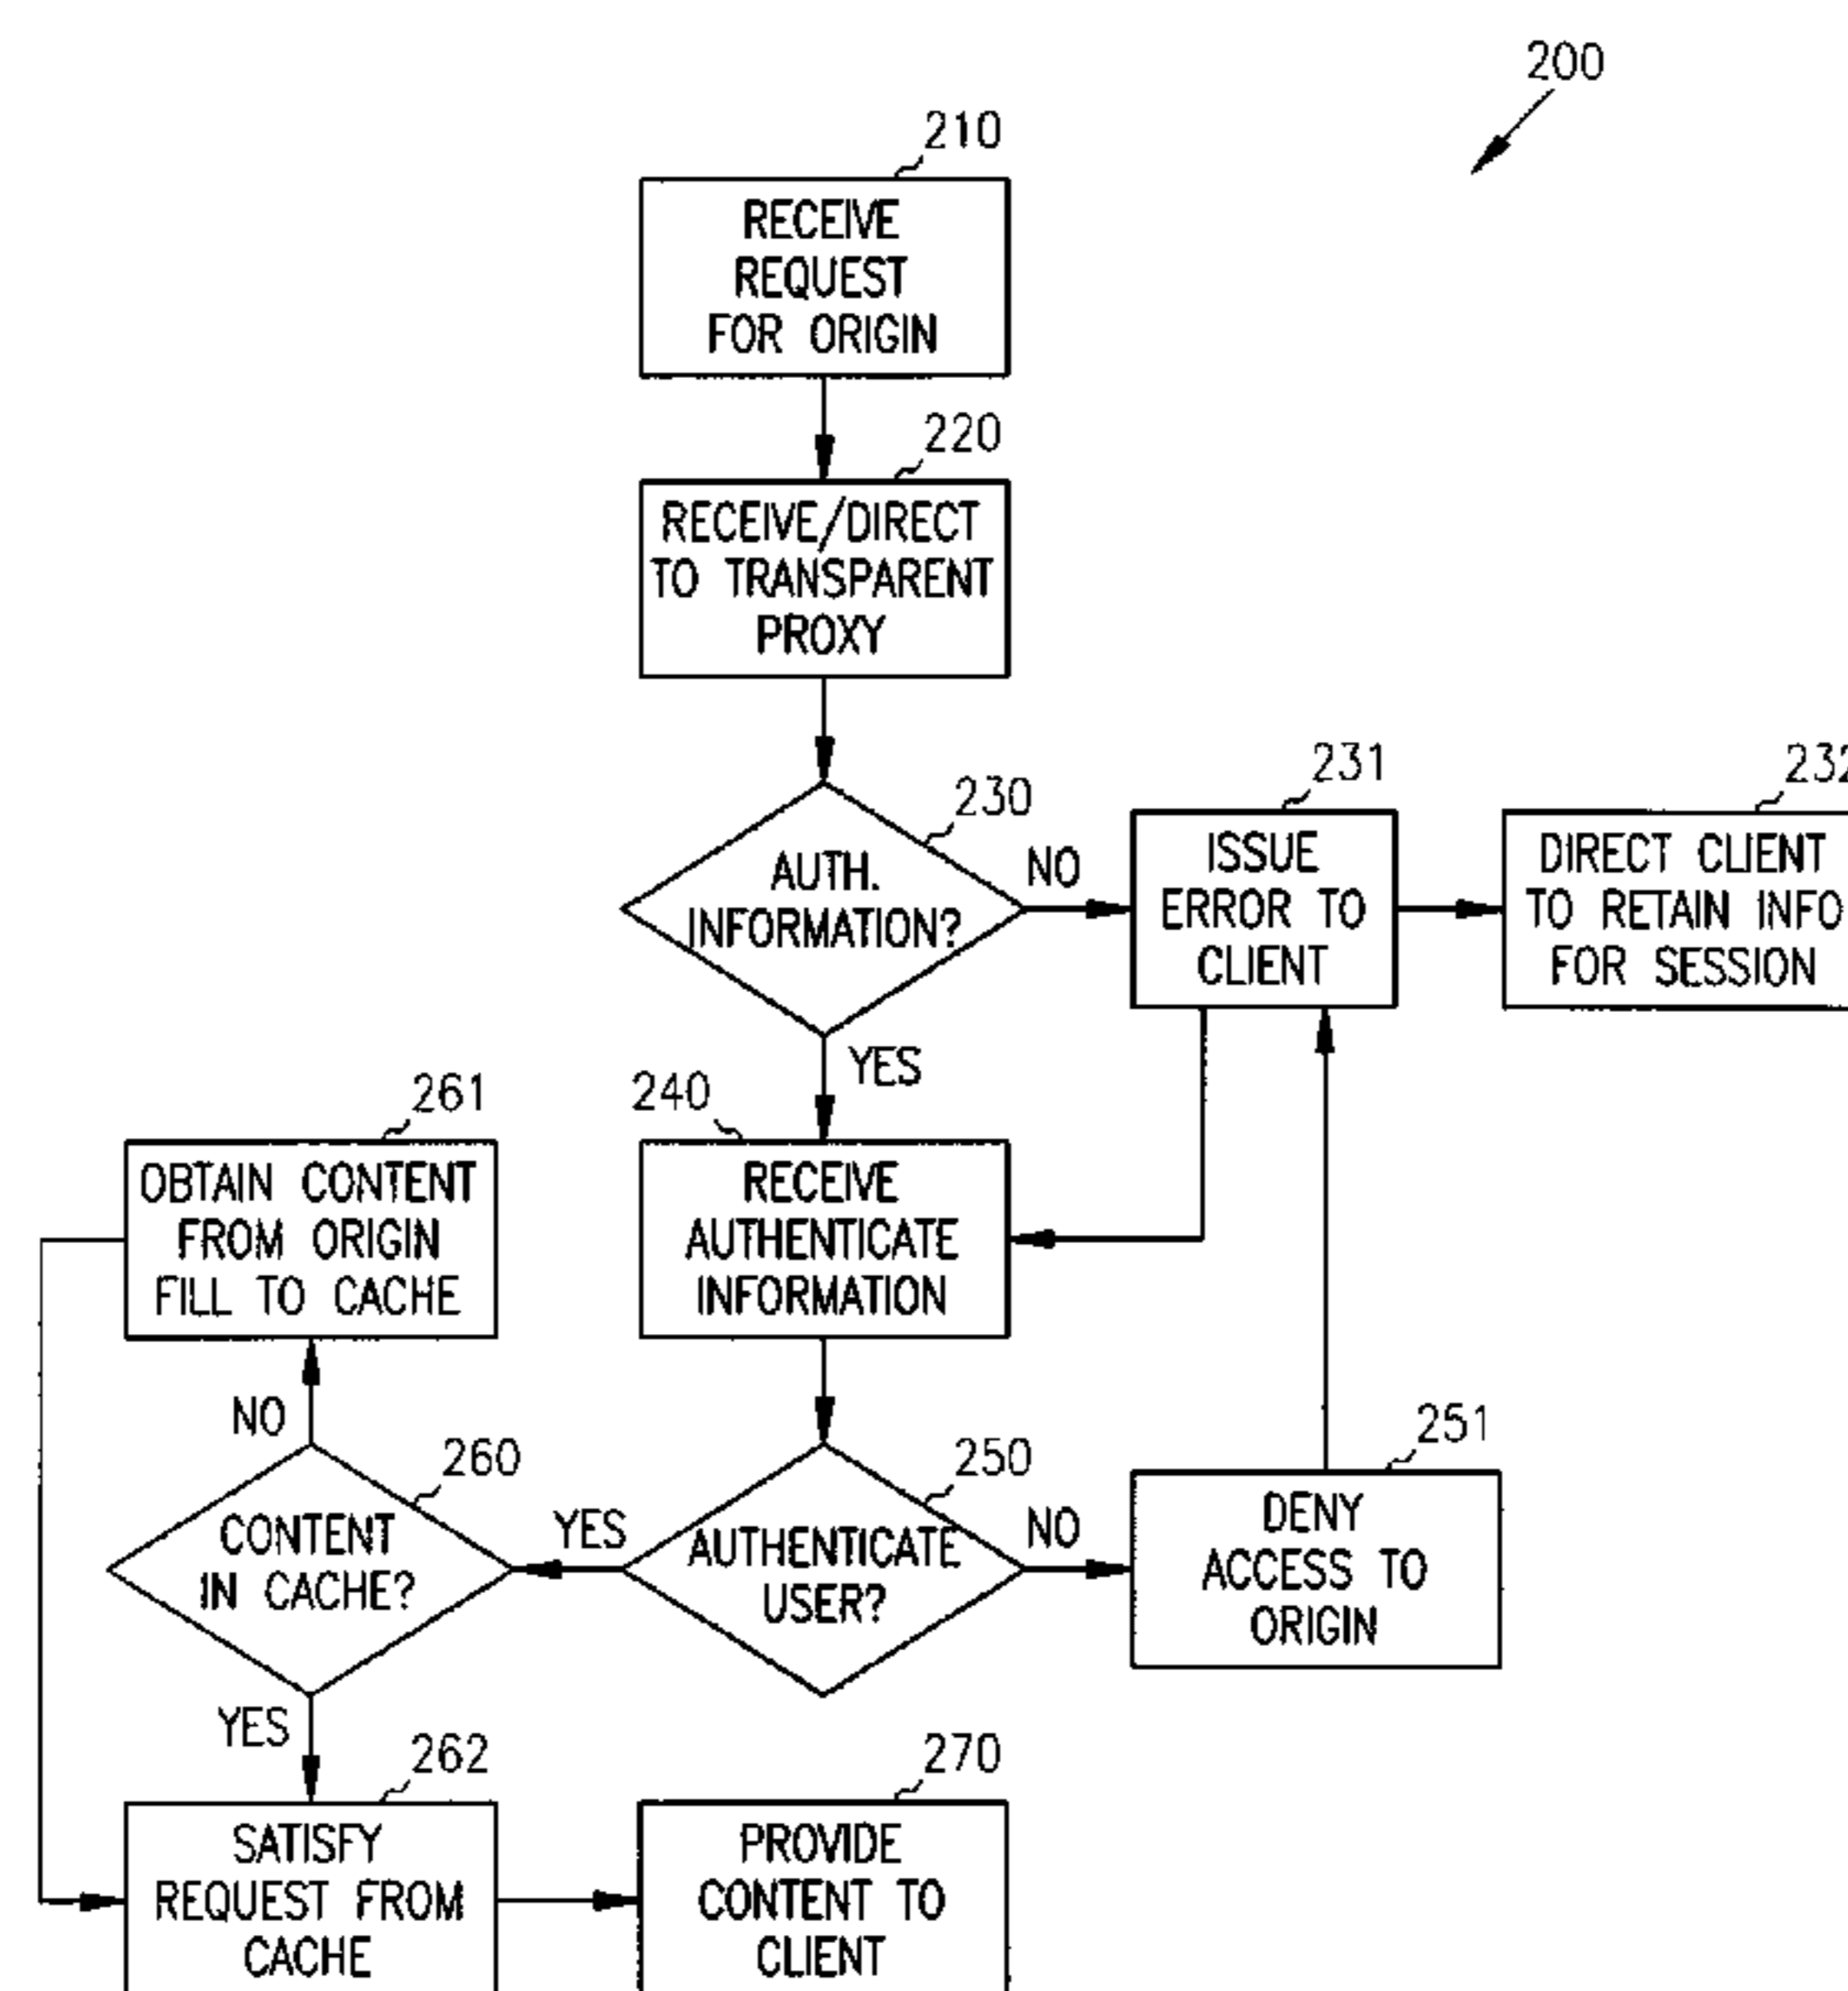 200
210
RECEIVE
REQUEST
FOR ORIGIN
220
RECEIVE/DIRECT
TO TRANSPARENT
PROXY
230
AUTH.
INFORMATION?
NO
YES
231
ISSUE
ERROR TO
CLIENT
232
DIRECT CLIENT
TO RETAIN INFO
FOR SESSION
240
RECEIVE
AUTHENTICATE
INFORMATION
250
AUTHENTICATE
USER?
NO
YES
251
DENY
ACCESS TO
ORIGIN
260
CONTENT
IN CACHE?
NO
YES
261
OBTAIN CONTENT
FROM ORIGIN
FILL TO CACHE
262
SATISFY
REQUEST FROM
CACHE
270
PROVIDE
CONTENT TO
CLIENT